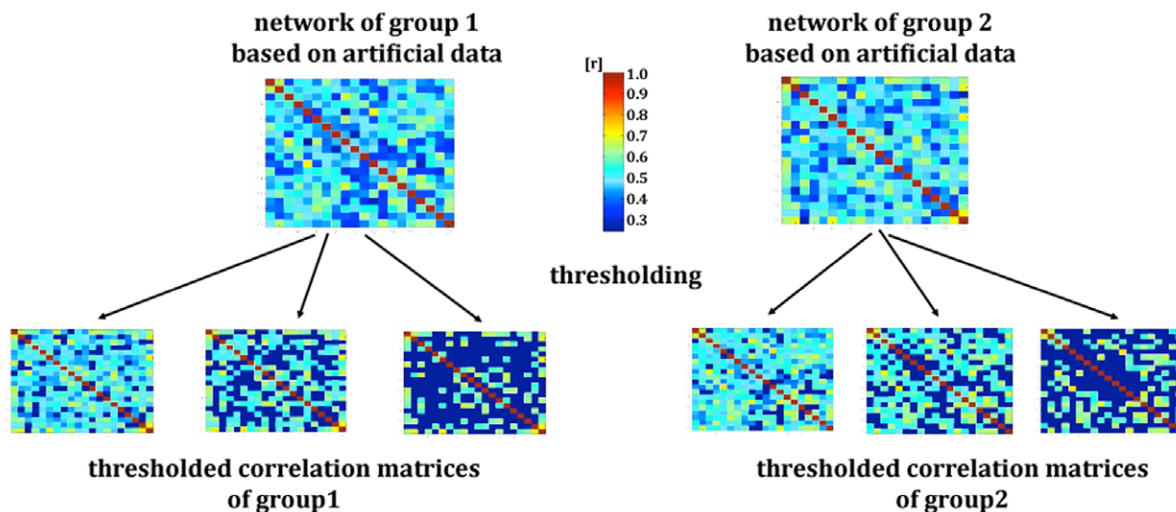 network of group 1
based on artificial data
network of group 2
based on artificial data
[r]
1.0
0.9
0.8
0.7
0.6
0.5
0.4
0.3
thresholding
thresholded correlation matrices
of group1
thresholded correlation matrices
of group2